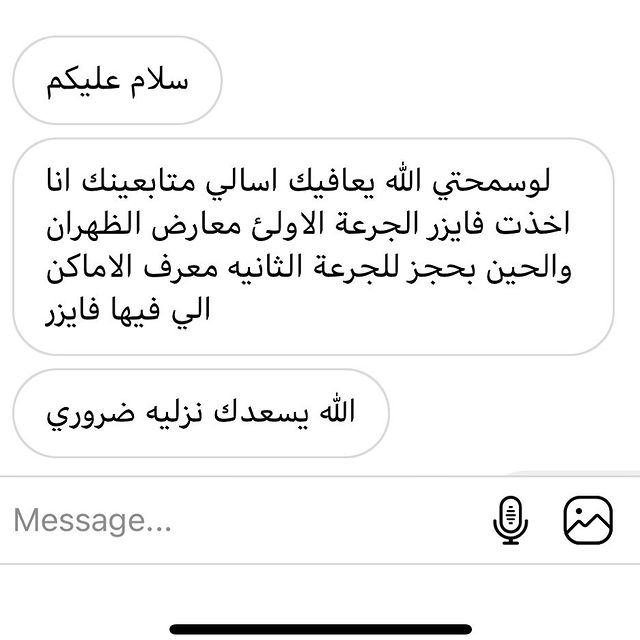 سلام عليكم
لوسمحتي الله يعافيك اسالي متابعينك انا
اخذت فايزر الجرعة الاولئ معارض الظهران
والحين بحجز للجرعة الثانيه معرف الاماكن
الي فيها فايزر
الله يسعدك نزليه ضروري
Message...